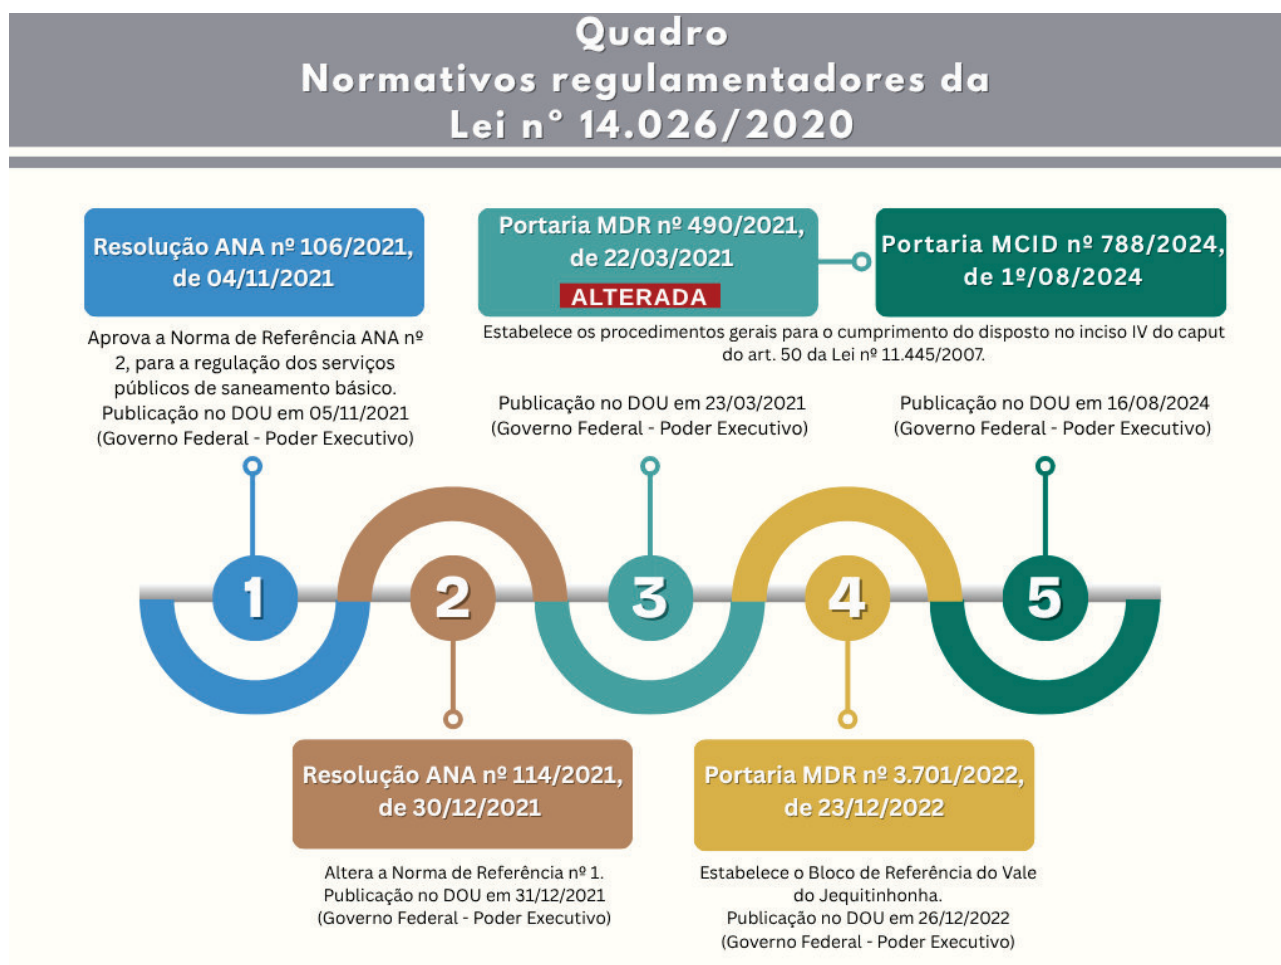 Quadro
Normativos regulamentadores da
Lei nº 14.026/2020
Resolução ANA nº 106/2021,
de 04/11/2021
Aprova a Norma de Referência ANA nº
2, para a regulação dos serviços
públicos de saneamento básico.
Publicação no DOU em 05/11/2021
(Governo Federal - Poder Executivo)
Portaria MDR nº 490/2021,
de 22/03/2021
ALTERADA
Portaria MCID nº 788/2024,
de 1º/08/2024
Estabelece os procedimentos gerais para o cumprimento do disposto no inciso IV do caput
do art. 50 da Lei nº 11.445/2007.
Publicação no DOU em 23/03/2021
(Governo Federal - Poder Executivo)
Publicação no DOU em 16/08/2024
(Governo Federal - Poder Executivo)
1
2
3
4
5
Resolução ANA nº 114/2021,
de 30/12/2021
Altera a Norma de Referência nº 1.
Publicação no DOU em 31/12/2021
(Governo Federal - Poder Executivo)
Portaria MDR nº 3.701/2022,
de 23/12/2022
Estabelece o Bloco de Referência do Vale
do Jequitinhonha.
Publicação no DOU em 26/12/2022
(Governo Federal - Poder Executivo)